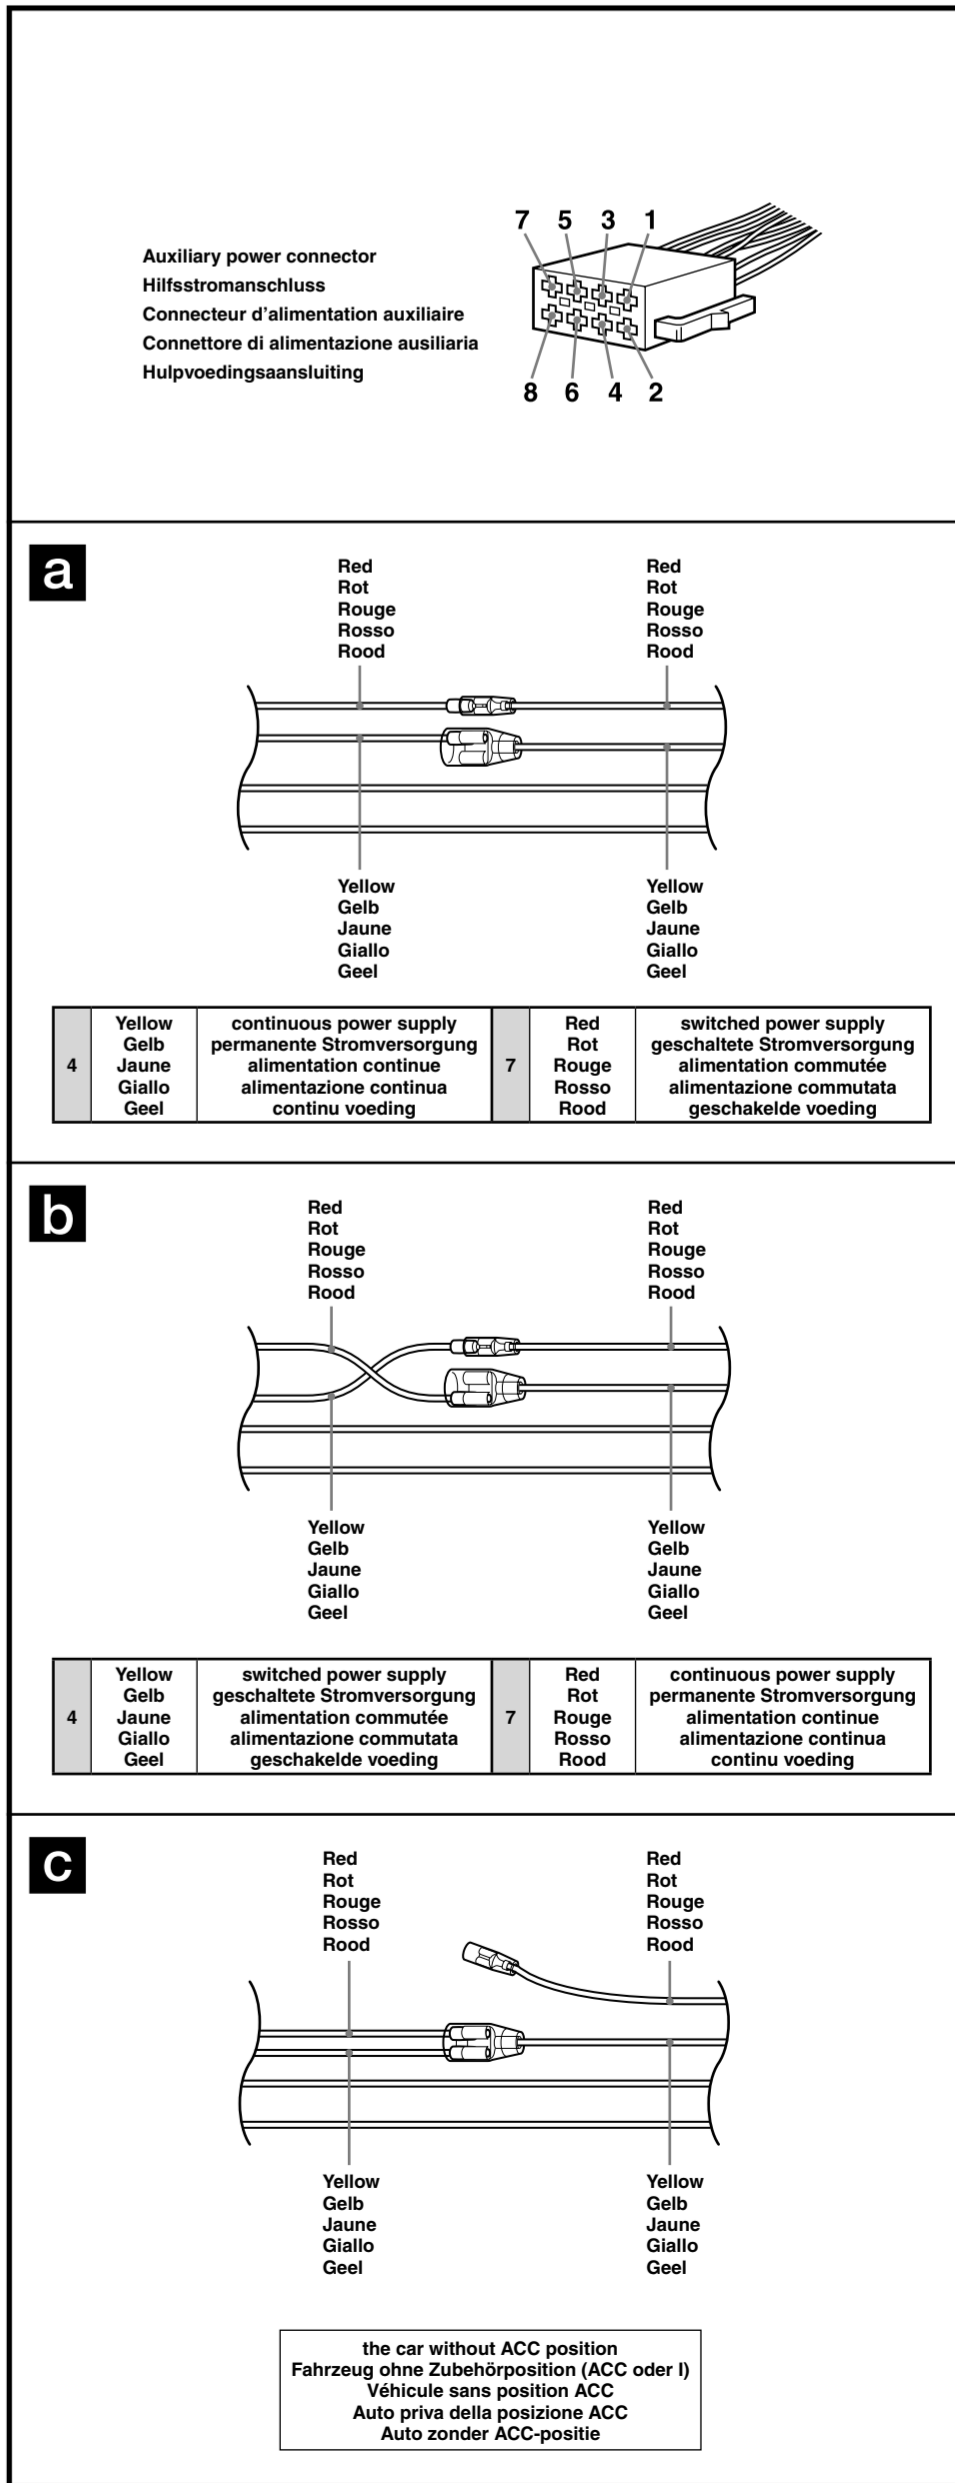 7 5 3 1
Auxiliary power connector
Hilfsstromanschluss
Connecteur d'alimentation auxiliaire
Connettore di alimentazione ausiliaria
Hulpvoedingsaansluiting
8 6 4 2
a
Red
Rot
Rouge
Rosso
Rood
Red
Rot
Rouge
Rosso
Rood
Yellow
Gelb
Jaune
Giallo
Geel
Yellow
Gelb
Jaune
Giallo
Geel
4
Yellow
Gelb
Jaune
Giallo
Geel
continuous power supply
permanente Stromversorgung
alimentation continue
alimentazione continua
continu voeding
7
Red
Rot
Rouge
Rosso
Rood
switched power supply
geschaltete Stromversorgung
alimentation commutée
alimentazione commutata
geschakelde voeding
b
Red
Rot
Rouge
Rosso
Rood
Red
Rot
Rouge
Rosso
Rood
Yellow
Gelb
Jaune
Giallo
Geel
Yellow
Gelb
Jaune
Giallo
Geel
4
Yellow
Gelb
Jaune
Giallo
Geel
switched power supply
geschaltete Stromversorgung
alimentation commutée
alimentazione commutata
geschakelde voeding
7
Red
Rot
Rouge
Rosso
Rood
continuous power supply
permanente Stromversorgung
alimentation continue
alimentazione continua
continu voeding
c
Red
Rot
Rouge
Rosso
Rood
Red
Rot
Rouge
Rosso
Rood
Yellow
Gelb
Jaune
Giallo
Geel
Yellow
Gelb
Jaune
Giallo
Geel
the car without ACC position
Fahrzeug ohne Zubehörposition (ACC oder I)
Véhicule sans position ACC
Auto priva della posizione ACC
Auto zonder ACC-positie